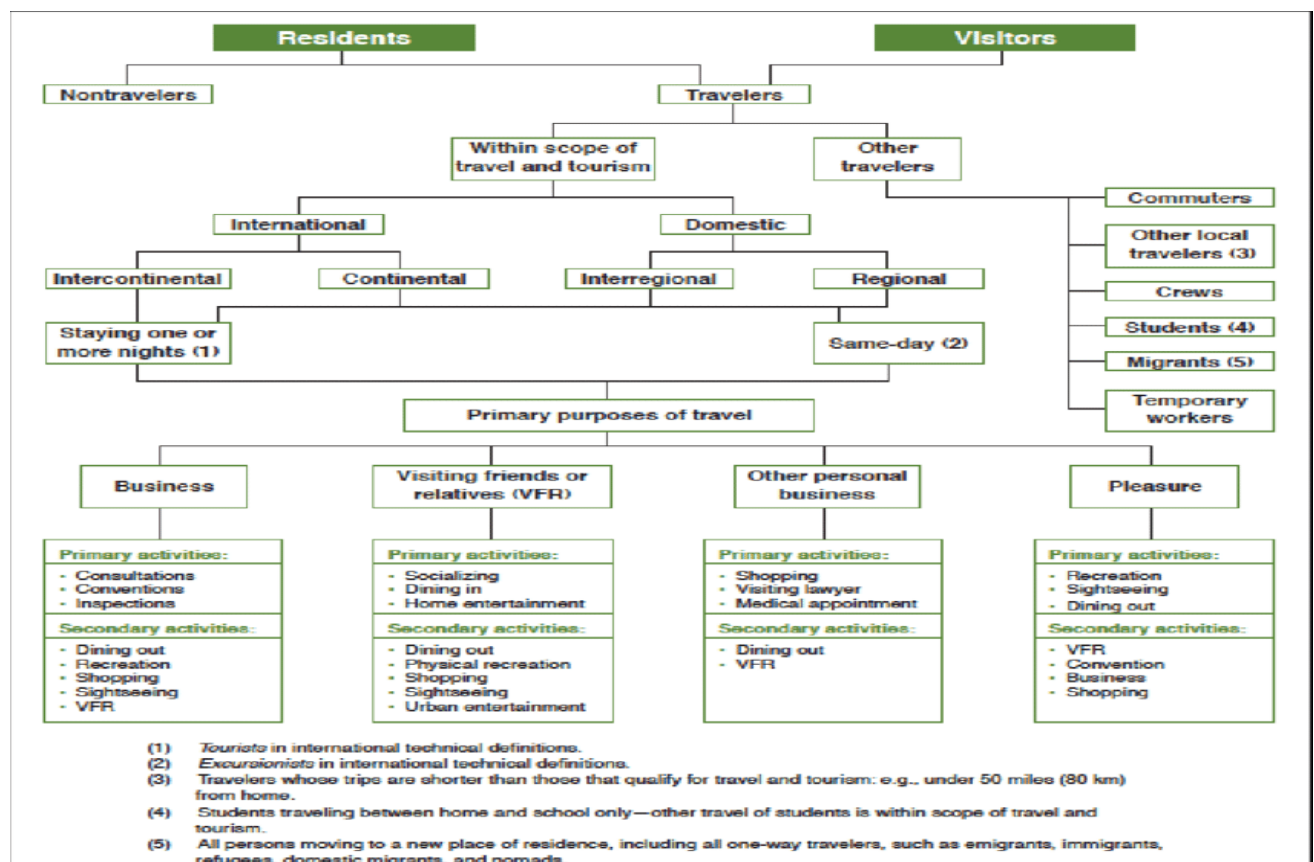 Residents
Visitors
Nontravelers
Travelers
Within scope of
travel and tourism
Other
travelers
International
Domestic
Intercontinental
Continental
Interregional
Regional
Staying one or
more nights (1)
Same-day (2)
Commuters
Other local
travelers (3)
Crews
Students (4)
Migrants (5)
Temporary
workers
Primary purposes of travel
Business
Visiting friends or
relatives (VFR)
Other personal
business
Pleasure
Primary activities:
- Consultations
- Conventions
- Inspections
Secondary activities:
- Dining out
- Recreation
- Shopping
- Sightseeing
- VFR
Primary activities:
- Socializing
- Dining in
- Home entertainment
Secondary activities:
- Dining out
- Physical recreation
- Shopping
- Sightseeing
- Urban entertainment
Primary activities:
- Shopping
- Visiting lawyer
- Medical appointment
Secondary activities:
- Dining out
- VFR
Primary activities:
- Recreation
- Sightseeing
- Dining out
Secondary activities:
- VFR
- Convention
- Business
- Shopping
(1) Tourists in international technical definitions.
(2) Excursionists in international technical definitions.
(3) Travelers whose trips are shorter than those that qualify for travel and tourism: e.g., under 50 miles (80 km)
from home.
(4) Students traveling between home and school only—other travel of students is within scope of travel and
tourism.
(5) All persons moving to a new place of residence, including all one-way travelers, such as emigrants, immigrants,
refugees, domestic migrants, and nomads.